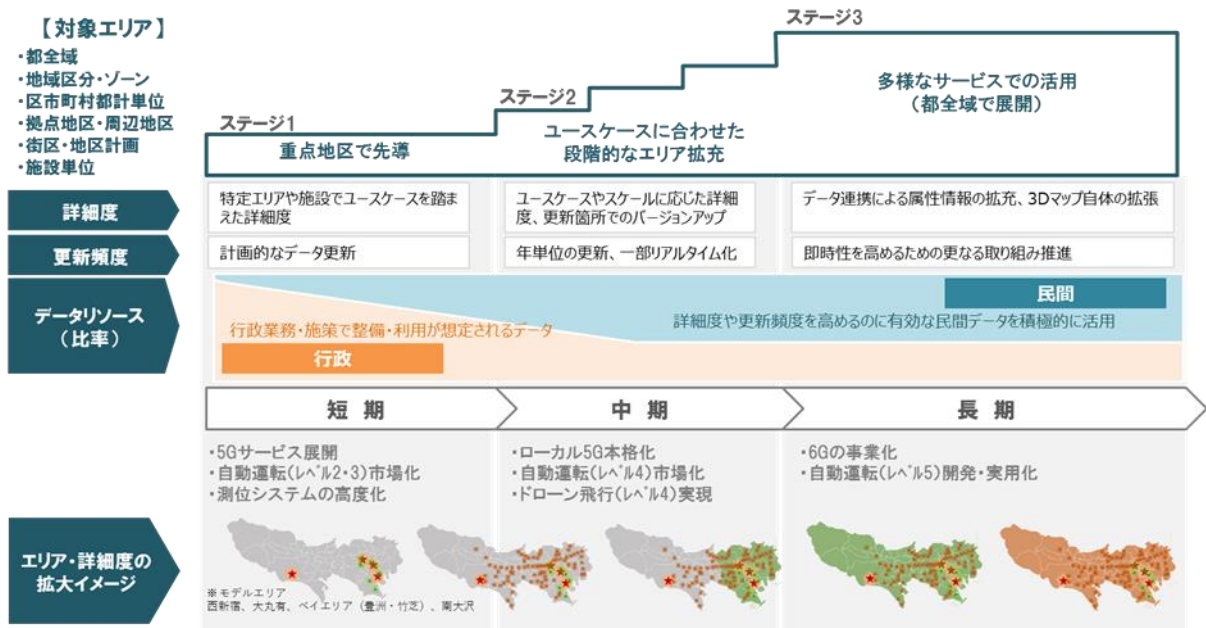 【対象エリア】
・都全域
・地域区分・ゾーン
・区市町村都計単位
・拠点地区・周辺地区
・街区・地区計画
・施設単位
ステージ1
重点地区で先導
ステージ2
ユースケースに合わせた
段階的なエリア拡充
ステージ3
多様なサービスでの活用
（都全域で展開）
詳細度
特定エリアや施設でユースケースを踏ま
えた詳細度
ユースケースやスケールに応じた詳細
度、更新箇所でのバージョンアップ
データ連携による属性情報の拡充、3Dマップ自体の拡張
更新頻度
計画的なデータ更新
年単位の更新、一部リアルタイム化
即時性を高めるための更なる取り組み推進
データリソース
（比率）
民間
詳細度や更新頻度を高めるのに有効な民間データを積極的に活用
行政業務・施策で整備・利用が想定されるデータ
行政
短 期
中 期
長 期
・5Gサービス展開
・自動運転(ﾚﾍﾞﾙ2・3)市場化
・測位システムの高度化
・ローカル5G本格化
・自動運転(ﾚﾍﾞﾙ4)市場化
・ドローン飛行(ﾚﾍﾞﾙ4)実現
・6Gの事業化
・自動運転(ﾚﾍﾞﾙ5)開発・実用化
エリア・詳細度の
拡大イメージ
※モデルエリア
西新宿、大丸有、ベイエリア（豊洲・竹芝）、南大沢